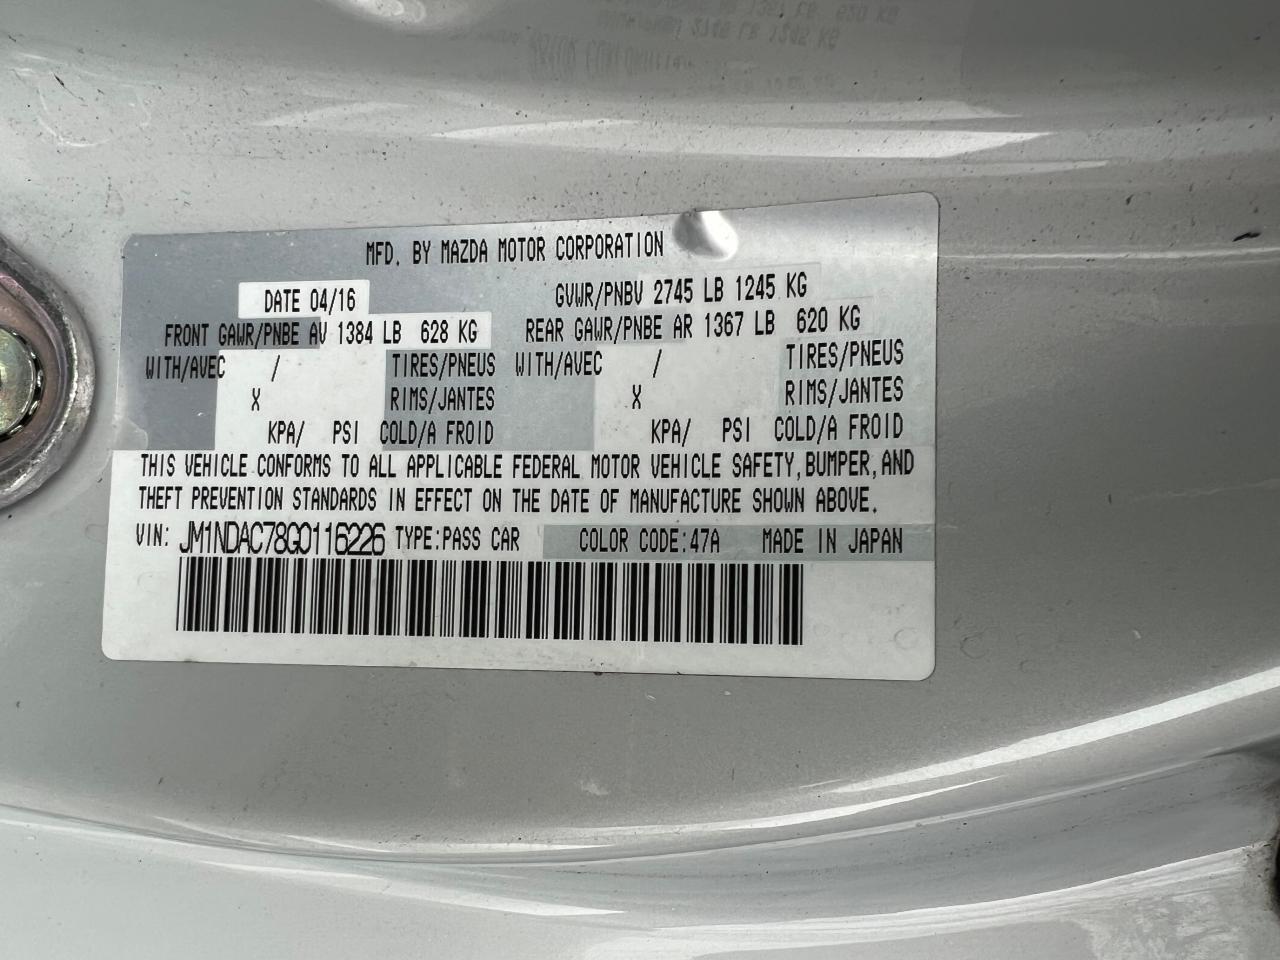 MFD. BY MAZDA MOTOR CORPORATION
DATE 04/16 GVWR/PNBV 2745 LB 1245 KG
FRONT GAWR/PNBE AV 1384 LB 628 KG REAR GAWR/PNBE AR 1367 LB 620 KG
WITH/AVEC / TIRES/PNEUS WITH/AVEC / TIRES/PNEUS
X RIMS/JANTES X RIMS/JANTES
KPA/ PSI COLD/A FROID KPA/ PSI COLD/A FROID
THIS VEHICLE CONFORMS TO ALL APPLICABLE FEDERAL MOTOR VEHICLE SAFETY, BUMPER, AND
THEFT PREVENTION STANDARDS IN EFFECT ON THE DATE OF MANUFACTURE SHOWN ABOVE.
VIN: JM1NDAC78G0116226 TYPE:PASS CAR COLOR CODE:47A MADE IN JAPAN